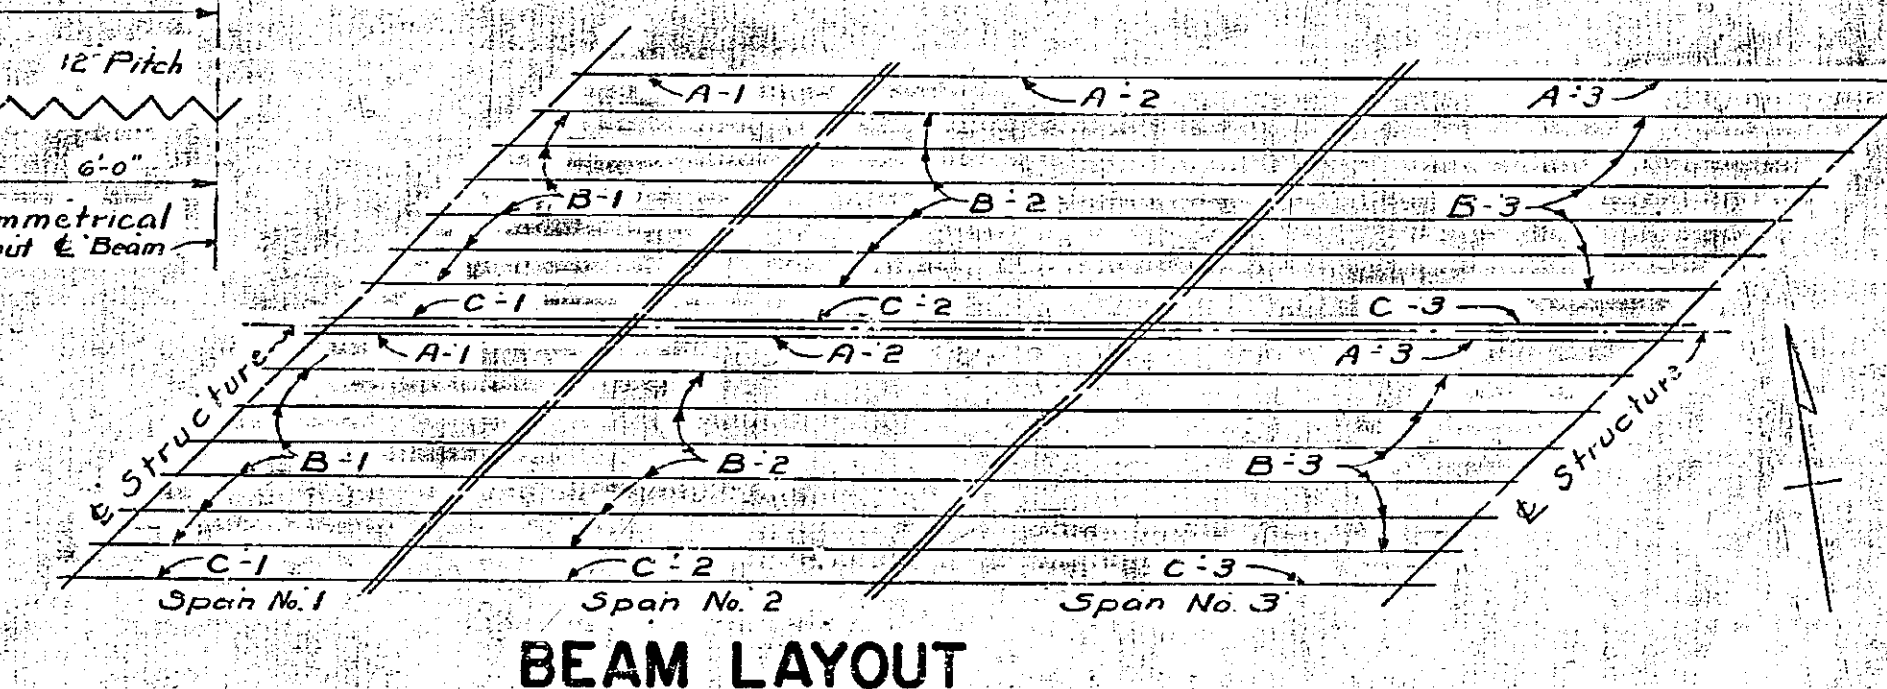 12" Pitch
6'-0"
mmetrical
out ℄ Beam
A-1
A-2
A-3
B-1
B-2
B-3
C-1
C-2
C-3
A-1
A-2
A-3
℄ Structure
℄ Structure
B-1
B-2
B-3
C-1
C-2
C-3
Span No. 1
Span No. 2
Span No. 3
BEAM LAYOUT